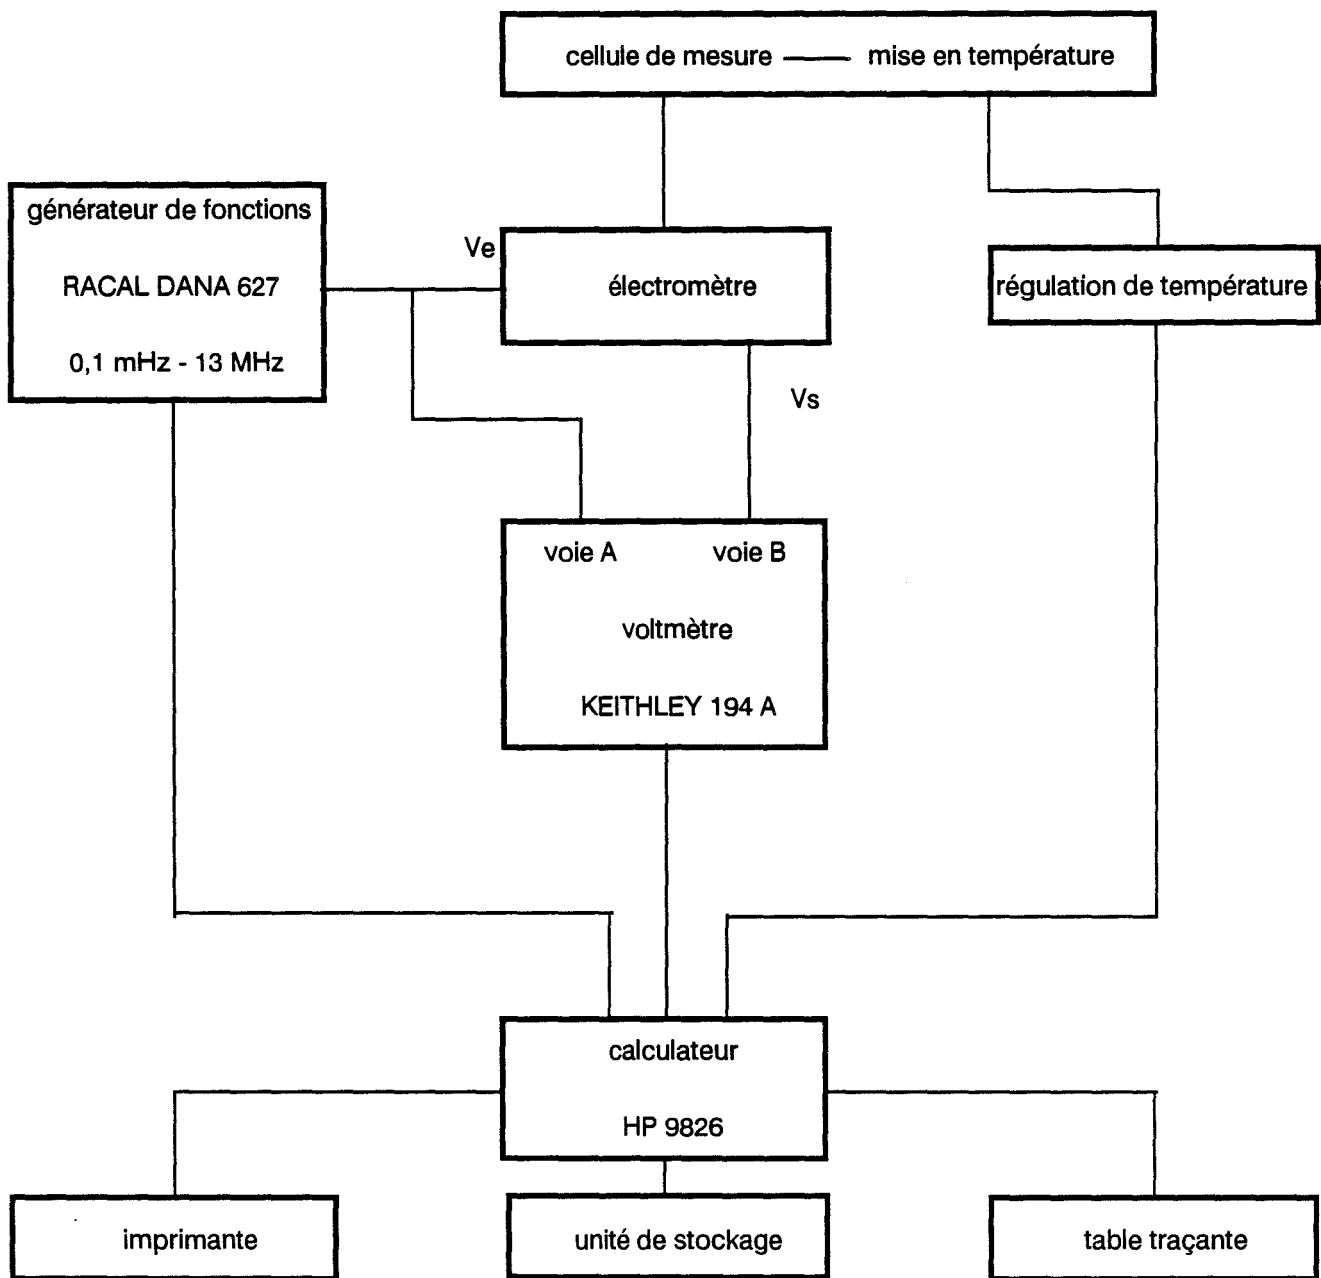 cellule de mesure —— mise en température
générateur de fonctions
RACAL DANA 627
0,1 mHz - 13 MHz
Ve
électromètre
régulation de température
Vs
voie A voie B
voltmètre
KEITHLEY 194 A
calculateur
HP 9826
imprimante
unité de stockage
table traçante